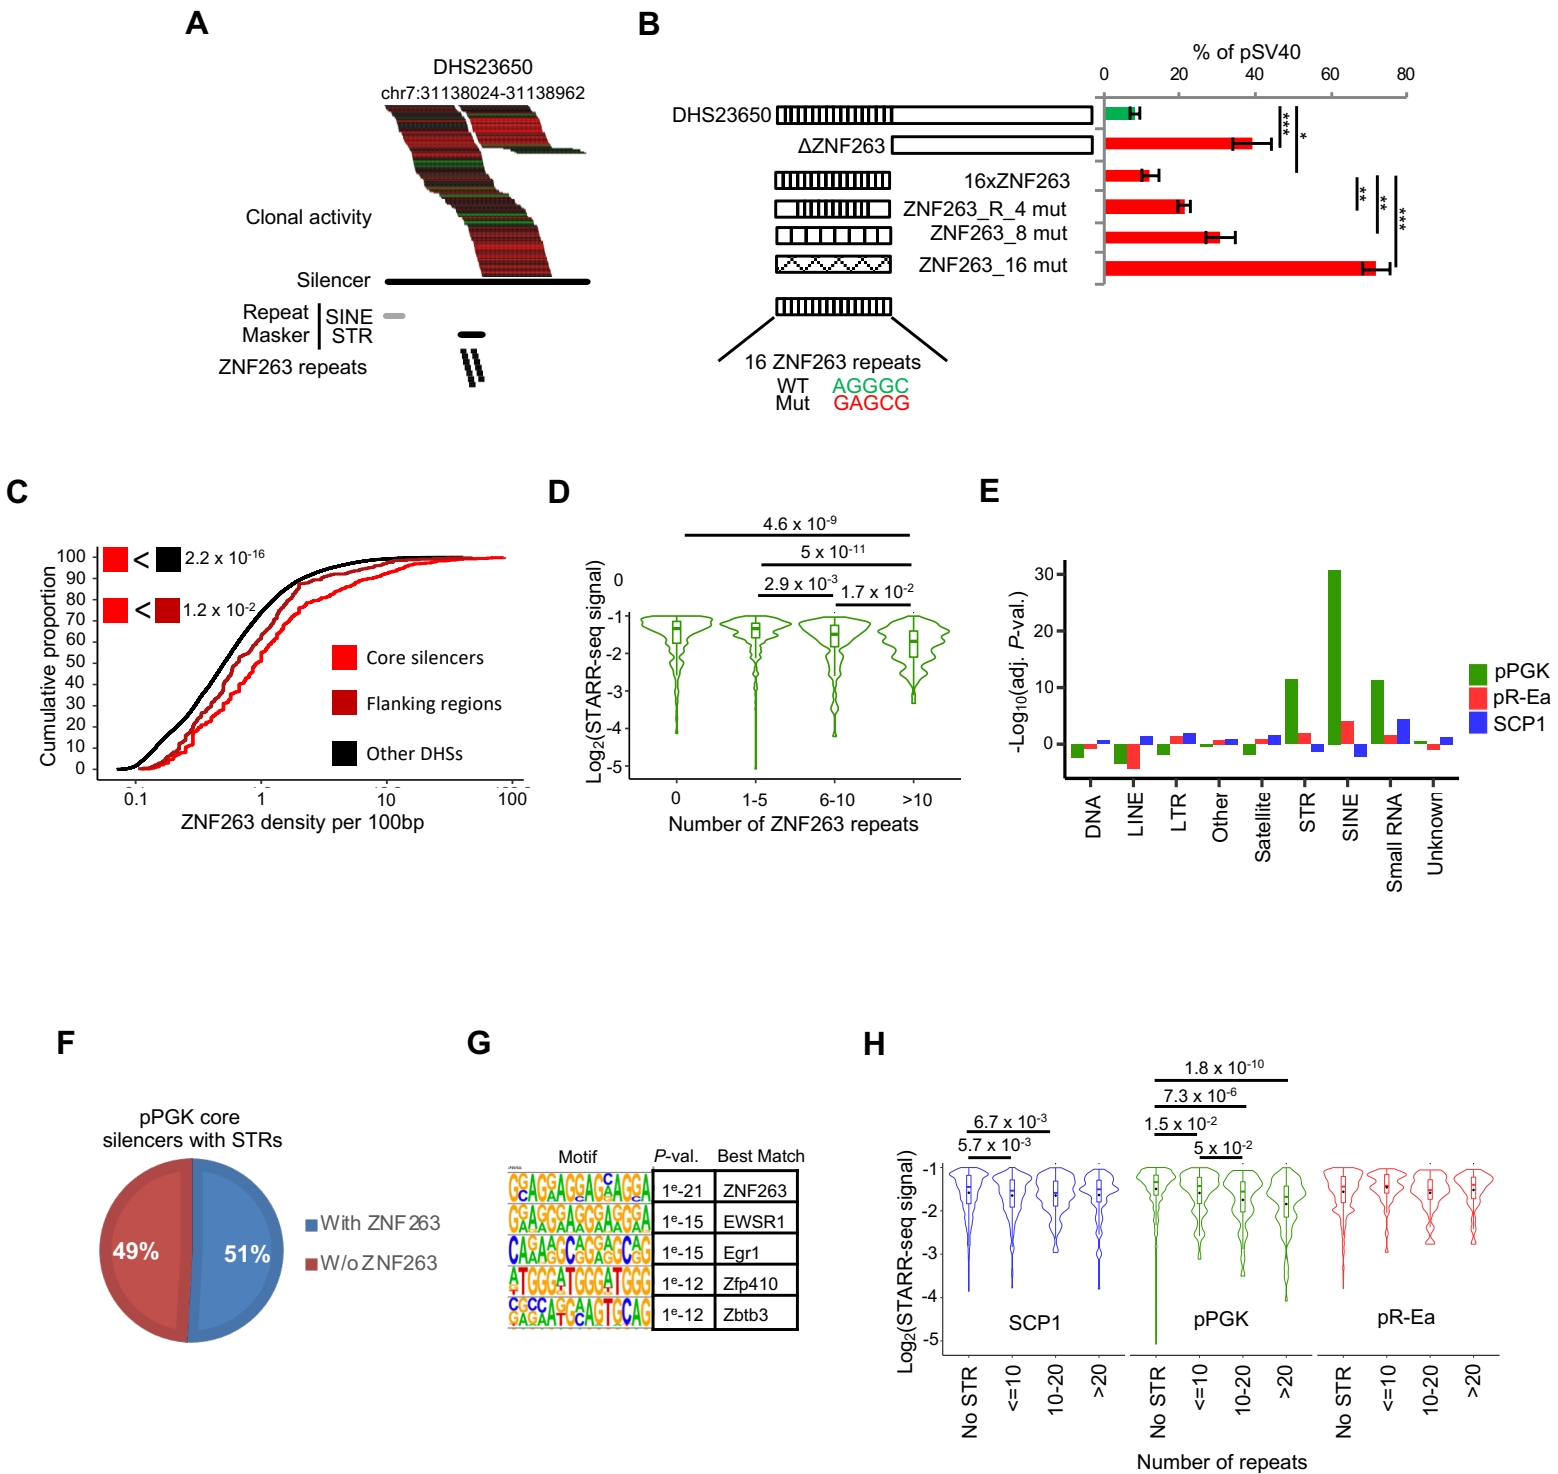 A
DHS23650
chr7:31138024-31138962
Clonal activity
Silencer
Repeat
Masker
SINE
STR
ZNF263 repeats
B
% of pSV40
0 20 40 60 80
DHS23650
ΔZNF263
16xZNF263
ZNF263_R_4 mut
ZNF263_8 mut
ZNF263_16 mut
***
*
**
**
***
16 ZNF263 repeats
WT AGGGC
Mut GAGCG
C
Cumulative proportion
100
90
80
70
60
50
40
30
20
10
0
< 2.2 x 10-16
< 1.2 x 10-2
Core silencers
Flanking regions
Other DHSs
0.1 1 10 100
ZNF263 density per 100bp
D
4.6 x 10-9
5 x 10-11
2.9 x 10-3
1.7 x 10-2
Log2(STARR-seq signal)
0
-1
-2
-3
-4
-5
0 1-5 6-10 >10
Number of ZNF263 repeats
E
-Log10(adj. P-val.)
30
20
10
0
pPGK
pR-Ea
SCP1
DNA
LINE
LTR
Other
Satellite
STR
SINE
Small RNA
Unknown
F
pPGK core
silencers with STRs
49% 51%
With ZNF263
W/o ZNF263
G
Motif P-val. Best Match
1e-21 ZNF263
1e-15 EWSR1
1e-15 Egr1
1e-12 Zfp410
1e-12 Zbtb3
H
1.8 x 10-10
7.3 x 10-6
1.5 x 10-2
5 x 10-2
6.7 x 10-3
5.7 x 10-3
Log2(STARR-seq signal)
-1
-2
-3
-4
-5
SCP1 pPGK pR-Ea
No STR <=10 10-20 >20
No STR <=10 10-20 >20
No STR <=10 10-20 >20
Number of repeats